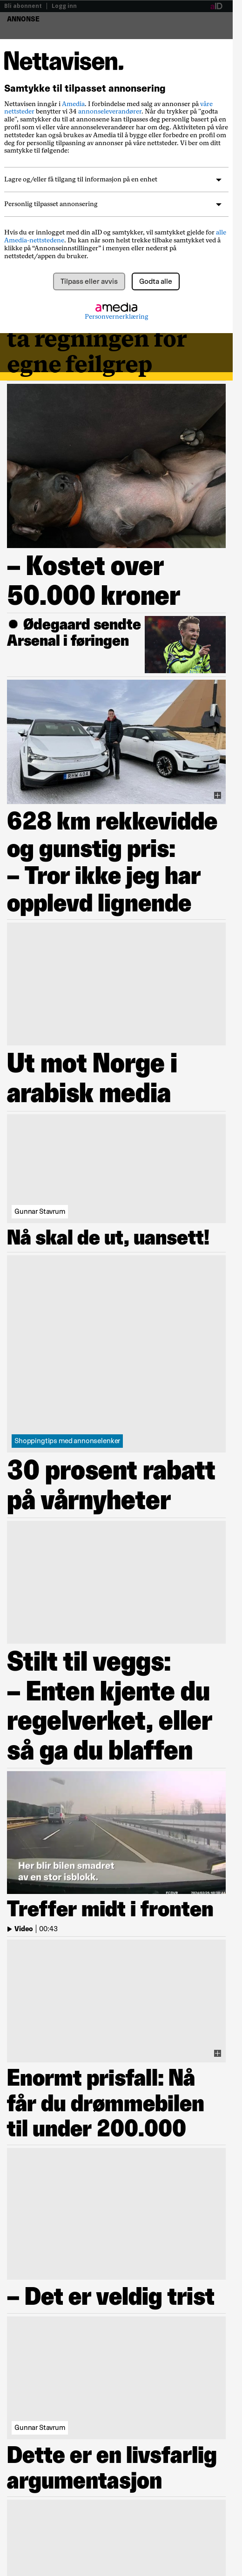 Bli abonnent | Logg inn
aID
ANNONSE
Nettavisen.
Samtykke til tilpasset annonsering
Nettavisen inngår i Amedia. I forbindelse med salg av annonser på våre
nettsteder benytter vi 34 annonseleverandører. Når du trykker på "godta
alle", samtykker du til at annonsene kan tilpasses deg personlig basert på en
profil som vi eller våre annonseleverandører har om deg. Aktiviteten på våre
nettsteder kan også brukes av Amedia til å bygge eller forbedre en profil om
deg for personlig tilpasning av annonser på våre nettsteder. Vi ber om ditt
samtykke til følgende:
Lagre og/eller få tilgang til informasjon på en enhet
Personlig tilpasset annonsering
Hvis du er innlogget med din aID og samtykker, vil samtykket gjelde for alle
Amedia-nettstedene. Du kan når som helst trekke tilbake samtykket ved å
klikke på “Annonseinnstillinger” i menyen eller nederst på
nettstedet/appen du bruker.
Tilpass eller avvis
Godta alle
amedia
Personvernerklæring
ta regningen for
egne feilgrep
– Kostet over
50.000 kroner
● Ødegaard sendte
Arsenal i føringen
628 km rekkevidde
og gunstig pris:
– Tror ikke jeg har
opplevd lignende
Ut mot Norge i
arabisk media
Gunnar Stavrum
Nå skal de ut, uansett!
Shoppingtips med annonselenker
30 prosent rabatt
på vårnyheter
Stilt til veggs:
– Enten kjente du
regelverket, eller
så ga du blaffen
Her blir bilen smadret
av en stor isblokk.
Treffer midt i fronten
Video | 00:43
Enormt prisfall: Nå
får du drømmebilen
til under 200.000
– Det er veldig trist
Gunnar Stavrum
Dette er en livsfarlig
argumentasjon